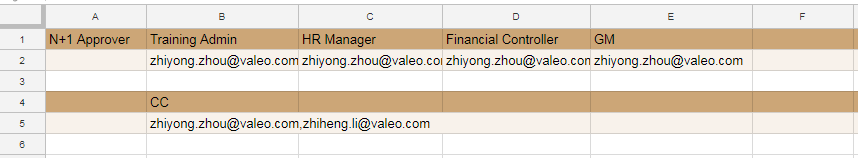 A B C D E F
1 N+1 Approver Training Admin HR Manager Financial Controller GM
2 zhiyong.zhou@valeo.com zhiyong.zhou@valeo.con zhiyong.zhou@valeo.con zhiyong.zhou@valeo.com
3
4 CC
5 zhiyong.zhou@valeo.com,zhiheng.li@valeo.com
6